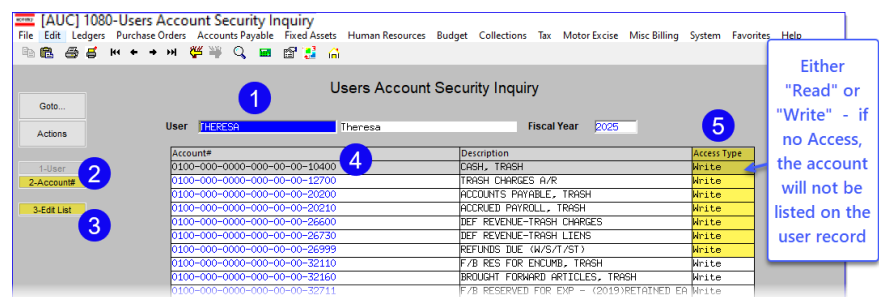 [AUC] 1080-Users Account Security Inquiry
File Edit Ledgers Purchase Orders Accounts Payable Fixed Assets Human Resources Budget Collections Tax Motor Excise Misc Billing System Favorites Help
Users Account Security Inquiry
1
Goto...
Actions
User THERESA Theresa Fiscal Year 2025
5
1-User
2-Account# 2
3-Edit List
3
Account# Description Access Type
4
0100-000-0000-000-00-00-10400 CASH, TRASH Write
0100-000-0000-000-00-00-12700 TRASH CHARGES A/R Write
0100-000-0000-000-00-00-20200 ACCOUNTS PAYABLE, TRASH Write
0100-000-0000-000-00-00-20210 ACCRUED PAYROLL, TRASH Write
0100-000-0000-000-00-00-26600 DEF REVENUE-TRASH CHARGES Write
0100-000-0000-000-00-00-26730 DEF REVENUE-TRASH LIENS Write
0100-000-0000-000-00-00-26999 REFUNDS DUE (W/S/T/ST) Write
0100-000-0000-000-00-00-32110 F/B RES FOR ENCUMB, TRASH Write
0100-000-0000-000-00-00-32160 BROUGHT FORWARD ARTICLES, TRASH Write
0100-000-0000-000-00-00-32711 F/B RESERVED FOR EXP - (2019)RETAINED EA Write
Either
"Read" or
"Write" - if
no Access,
the account
will not be
listed on the
user record